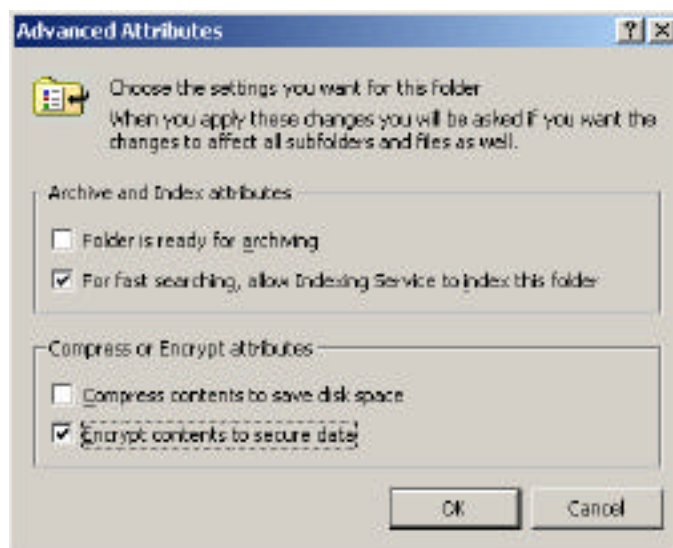 Advanced Attributes
Choose the settings you want for this folder
When you apply these changes you will be asked if you want the
changes to affect all subfolders and files as well.
Archive and Index attributes
Folder is ready for archiving
For fast searching, allow Indexing Service to index this folder
Compress or Encrypt attributes
Compress contents to save disk space
Encrypt contents to secure data
OK Cancel